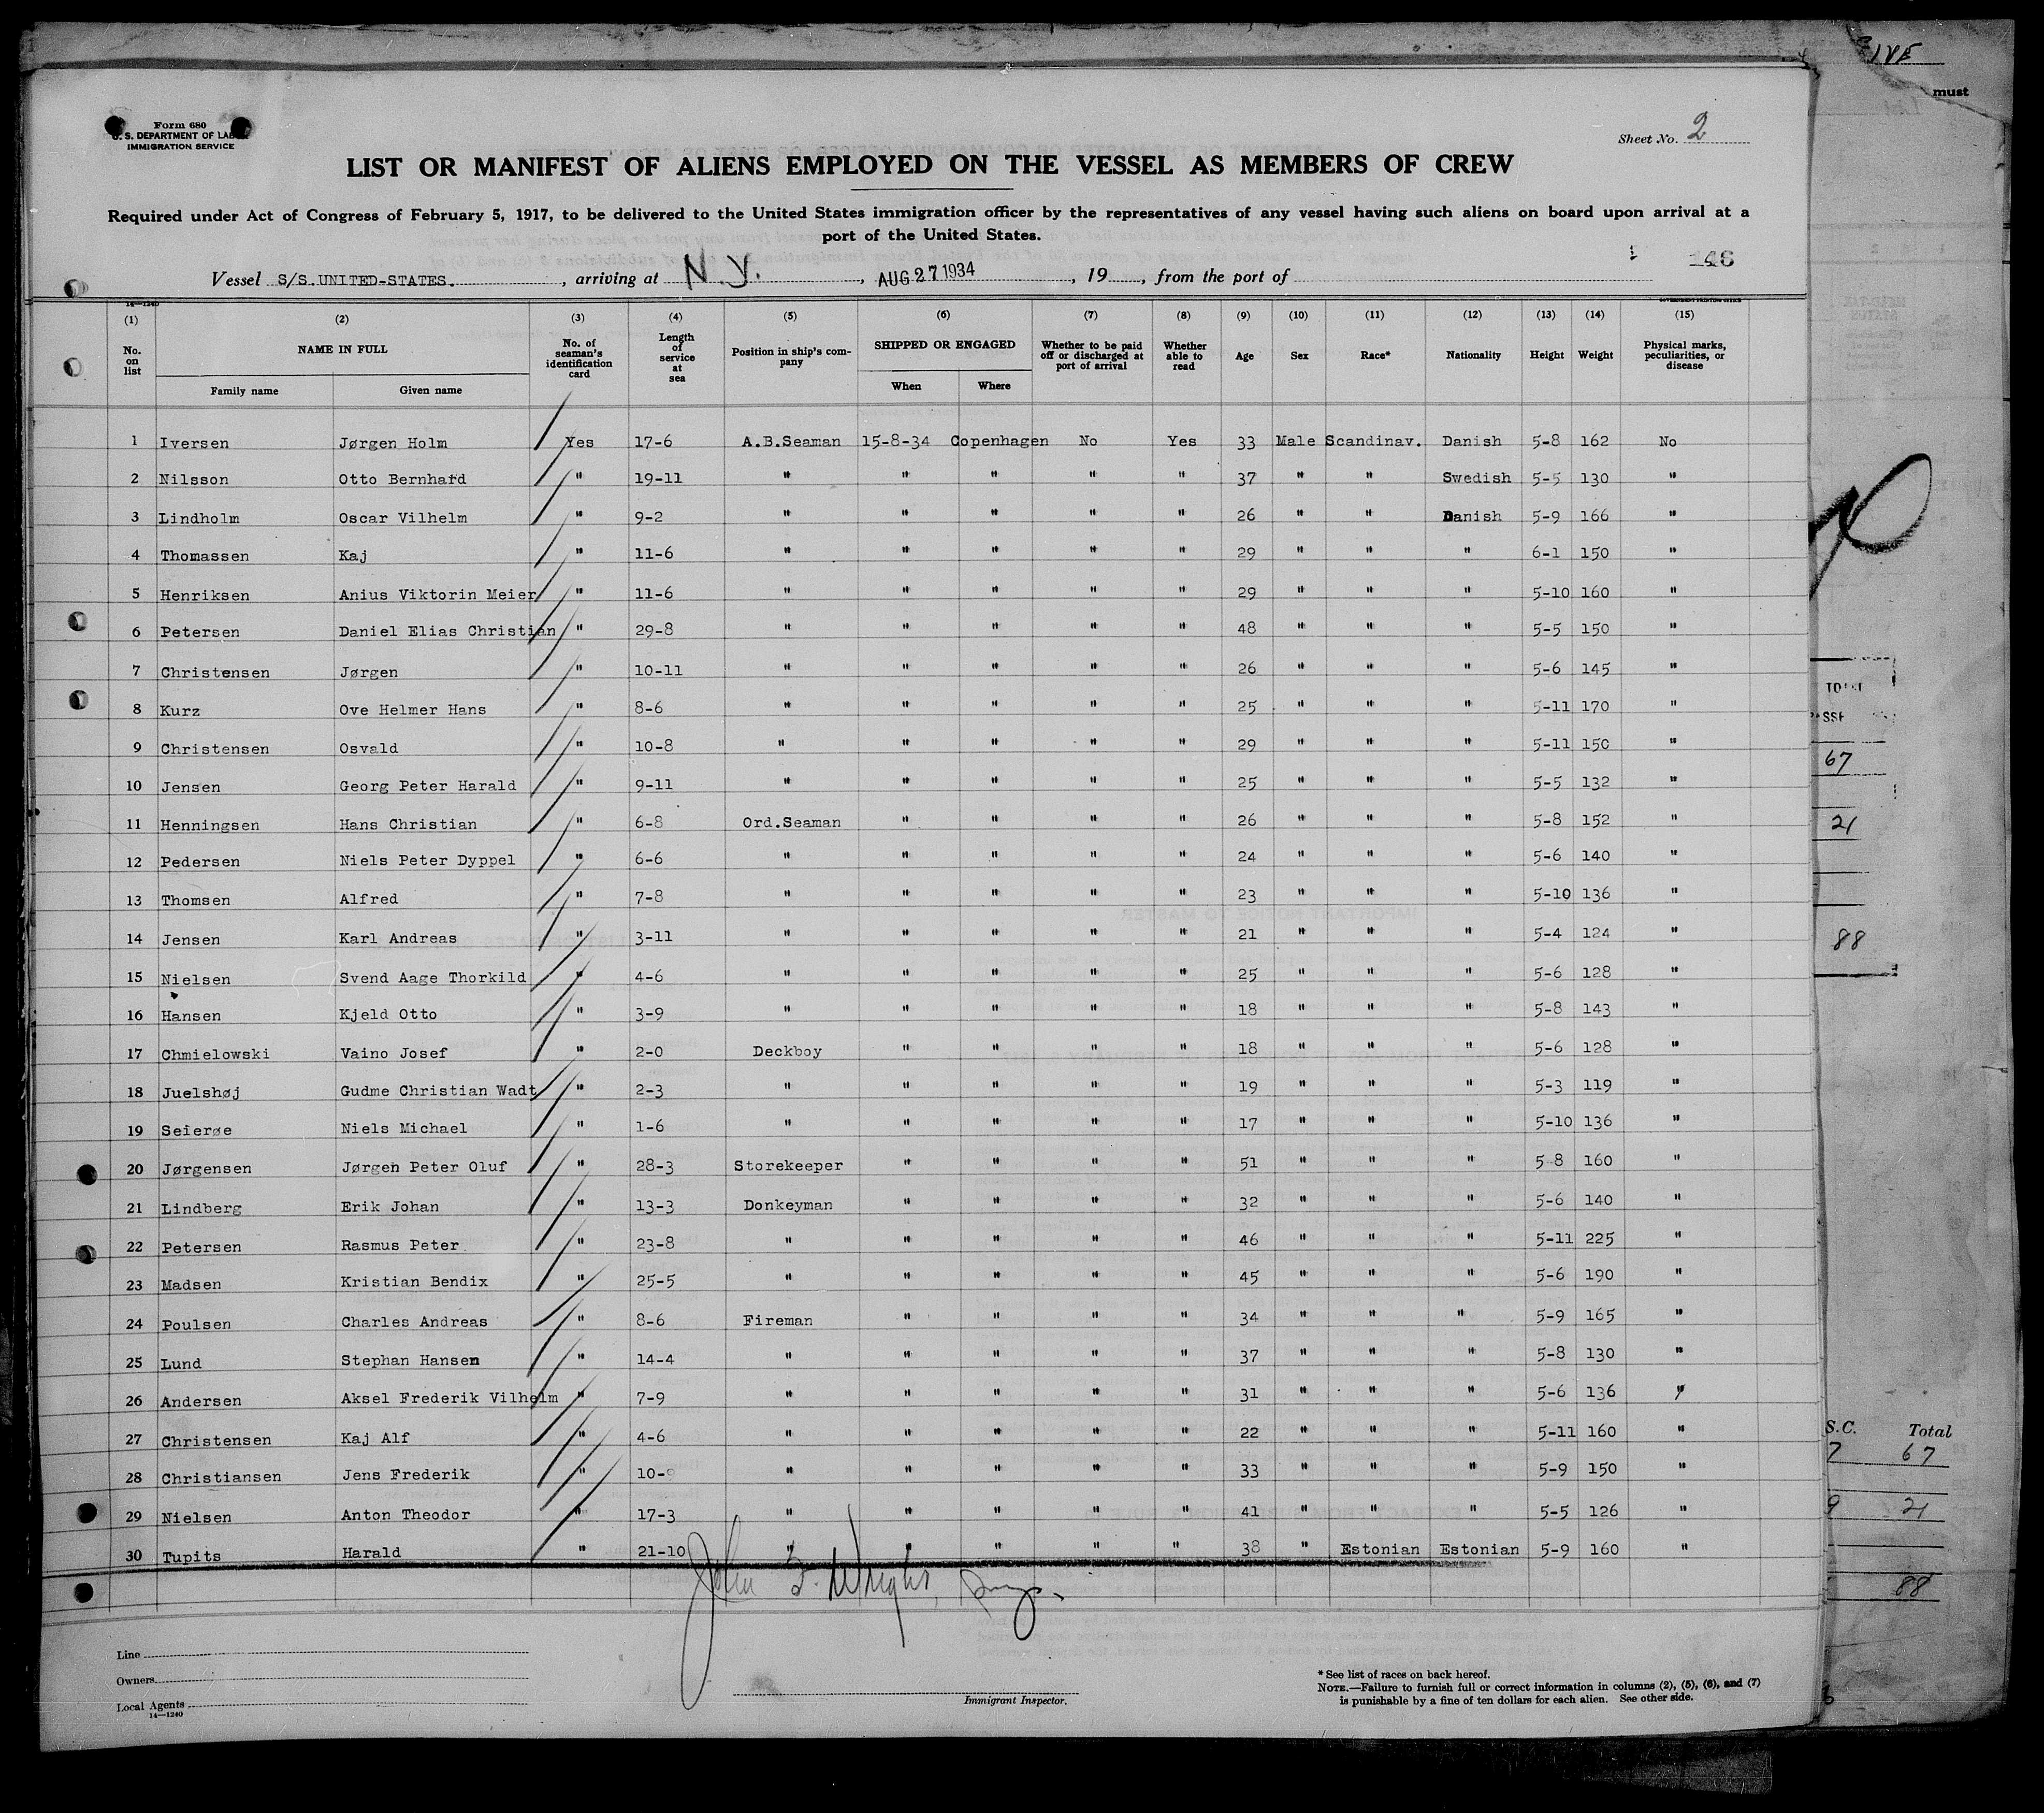 IVE
must
Form 680
U. S. DEPARTMENT OF LABOR
IMMIGRATION SERVICE
Sheet No. 2
LIST OR MANIFEST OF ALIENS EMPLOYED ON THE VESSEL AS MEMBERS OF CREW
Required under Act of Congress of February 5, 1917, to be delivered to the United States immigration officer by the representatives of any vessel having such aliens on board upon arrival at a
port of the United States.
146
Vessel S/S.UNITED-STATES. , arriving at N.Y. , AUG 27 1934 , 19 , from the port of
14—1240
(1) (2) (3) (4) (5) (6) (7) (8) (9) (10) (11) (12) (13) (14) (15)
No. on list NAME IN FULL Family name Given name No. of seaman's identification card Length of service at sea Position in ship's company SHIPPED OR ENGAGED When Where Whether to be paid off or discharged at port of arrival Whether able to read Age Sex Race* Nationality Height Weight Physical marks, peculiarities, or disease
1 Iversen Jørgen Holm Yes 17-6 A.B.Seaman 15-8-34 Copenhagen No Yes 33 Male Scandinav. Danish 5-8 162 No
2 Nilsson Otto Bernhard " 19-11 " " " " " 37 " " Swedish 5-5 130 "
3 Lindholm Oscar Vilhelm " 9-2 " " " " " 26 " " Danish 5-9 166 "
4 Thomassen Kaj " 11-6 " " " " " 29 " " " 6-1 150 "
5 Henriksen Anius Viktorin Meier " 11-6 " " " " " 29 " " " 5-10 160 "
6 Petersen Daniel Elias Christian " 29-8 " " " " " 48 " " " 5-5 150 "
7 Christensen Jørgen " 10-11 " " " " " 26 " " " 5-6 145 "
8 Kurz Ove Helmer Hans " 8-6 " " " " " 25 " " " 5-11 170 "
9 Christensen Osvald " 10-8 " " " " " 29 " " " 5-11 150 "
10 Jensen Georg Peter Harald " 9-11 " " " " " 25 " " " 5-5 132 "
11 Henningsen Hans Christian " 6-8 Ord.Seaman " " " " 26 " " " 5-8 152 "
12 Pedersen Niels Peter Dyppel " 6-6 " " " " " 24 " " " 5-6 140 "
13 Thomsen Alfred " 7-8 " " " " " 23 " " " 5-10 136 "
14 Jensen Karl Andreas " 3-11 " " " " " 21 " " " 5-4 124 "
15 Nielsen Svend Aage Thorkild " 4-6 " " " " " 25 " " " 5-6 128 "
16 Hansen Kjeld Otto " 3-9 " " " " " 18 " " " 5-8 143 "
17 Chmielowski Vaino Josef " 2-0 Deckboy " " " " 18 " " " 5-6 128 "
18 Juelshøj Gudme Christian Wadt " 2-3 " " " " " 19 " " " 5-3 119 "
19 Seierøe Niels Michael " 1-6 " " " " " 17 " " " 5-10 136 "
20 Jørgensen Jørgen Peter Oluf " 28-3 Storekeeper " " " " 51 " " " 5-8 160 "
21 Lindberg Erik Johan " 13-3 Donkeyman " " " " 32 " " " 5-6 140 "
22 Petersen Rasmus Peter " 23-8 " " " " " 46 " " " 5-11 225 "
23 Madsen Kristian Bendix " 25-5 " " " " " 45 " " " 5-6 190 "
24 Poulsen Charles Andreas " 8-6 Fireman " " " " 34 " " " 5-9 165 "
25 Lund Stephan Hansen " 14-4 " " " " " 37 " " " 5-8 130 "
26 Andersen Aksel Frederik Vilhelm " 7-9 " " " " " 31 " " " 5-6 136 "
27 Christensen Kaj Alf " 4-6 " " " " " 22 " " " 5-11 160 "
28 Christiansen Jens Frederik " 10-9 " " " " " 33 " " " 5-9 150 "
29 Nielsen Anton Theodor " 17-3 " " " " " 41 " " " 5-5 126 "
30 Tupits Harald " 21-10 " " " " " 38 " Estonian Estonian 5-9 160 "
John F. Wright
Line
Owners
Local Agents
14—1240
Immigrant Inspector.
* See list of races on back hereof.
NOTE.—Failure to furnish full or correct information in columns (2), (5), (6), and (7)
is punishable by a fine of ten dollars for each alien. See other side.
67
21
88
S.C. Total
7 67
9 21
88